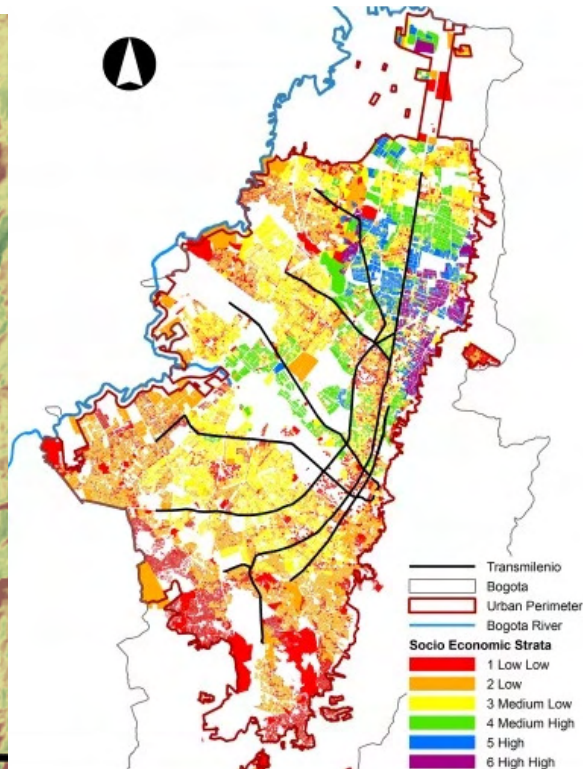 Transmilenio
Bogota
Urban Perimeter
Bogota River
Socio Economic Strata
1 Low Low
2 Low
3 Medium Low
4 Medium High
5 High
6 High High